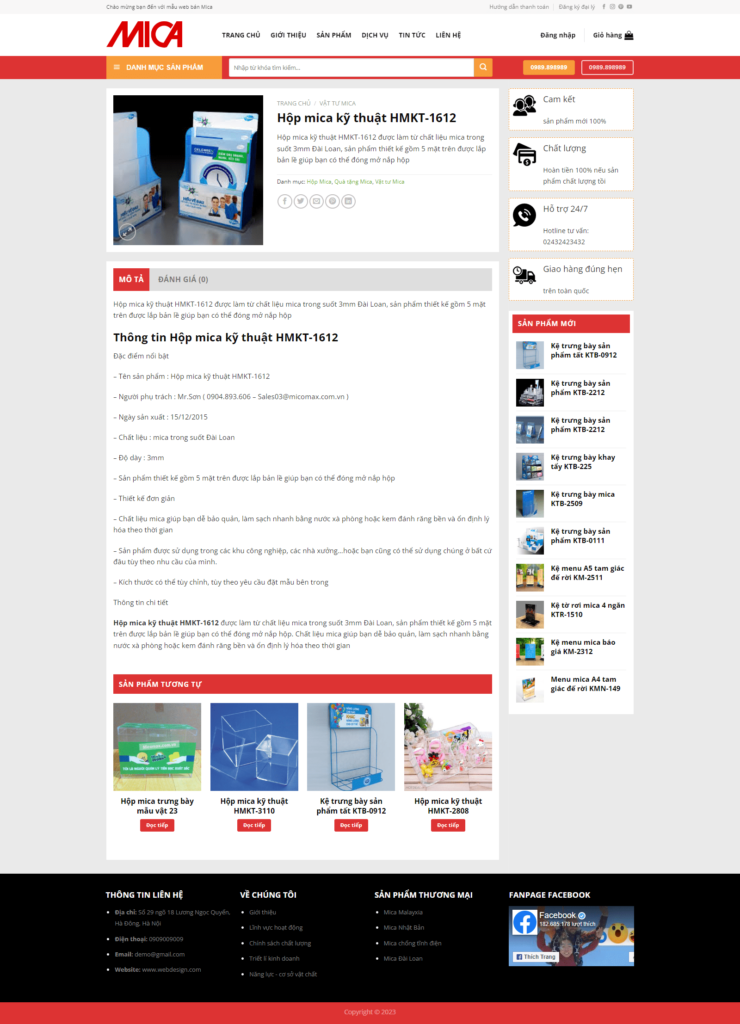 Chào mừng bạn đến với mẫu web bán Mica
Hướng dẫn thanh toán
Đăng ký đại lý
MICA
TRANG CHỦ
GIỚI THIỆU
SẢN PHẨM
DỊCH VỤ
TIN TỨC
LIÊN HỆ
Đăng nhập
Giỏ hàng
DANH MỤC SẢN PHẨM
Nhập từ khóa tìm kiếm...
0989.898989
0989.898989
TRANG CHỦ / VẬT TƯ MICA
Hộp mica kỹ thuật HMKT-1612
Hộp mica kỹ thuật HMKT-1612 được làm từ chất liệu mica trong
suốt 3mm Đài Loan, sản phẩm thiết kế gồm 5 mặt trên được lắp
bản lề giúp bạn có thể đóng mở nắp hộp
Danh mục: Hộp Mica, Quà tặng Mica, Vật tư Mica
Cam kết
sản phẩm mới 100%
Chất lượng
Hoàn tiền 100% nếu sản
phẩm chất lượng tồi
Hỗ trợ 24/7
Hotline tư vấn:
02432423432
Giao hàng đúng hẹn
trên toàn quốc
MÔ TẢ
ĐÁNH GIÁ (0)
Hộp mica kỹ thuật HMKT-1612 được làm từ chất liệu mica trong suốt 3mm Đài Loan, sản phẩm thiết kế gồm 5 mặt
trên được lắp bản lề giúp bạn có thể đóng mở nắp hộp
Thông tin Hộp mica kỹ thuật HMKT-1612
Đặc điểm nổi bật
– Tên sản phẩm : Hộp mica kỹ thuật HMKT-1612
– Người phụ trách : Mr.Sơn ( 0904.893.606 – Sales03@micomax.com.vn )
– Ngày sản xuất : 15/12/2015
– Chất liệu : mica trong suốt Đài Loan
– Độ dày : 3mm
– Sản phẩm thiết kế gồm 5 mặt trên được lắp bản lề giúp bạn có thể đóng mở nắp hộp
– Thiết kế đơn giản
– Chất liệu mica giúp bạn dễ bảo quản, làm sạch nhanh bằng nước xà phòng hoặc kem đánh răng bền và ổn định lý
hóa theo thời gian
– Sản phẩm được sử dụng trong các khu công nghiệp, các nhà xưởng...hoặc bạn cũng có thể sử dụng chúng ở bất cứ
đâu tùy theo nhu cầu của mình.
– Kích thước có thể tùy chỉnh, tùy theo yêu cầu đặt mẫu bên trong
Thông tin chi tiết
Hộp mica kỹ thuật HMKT-1612 được làm từ chất liệu mica trong suốt 3mm Đài Loan, sản phẩm thiết kế gồm 5 mặt
trên được lắp bản lề giúp bạn có thể đóng mở nắp hộp. Chất liệu mica giúp bạn dễ bảo quản, làm sạch nhanh bằng
nước xà phòng hoặc kem đánh răng bền và ổn định lý hóa theo thời gian
SẢN PHẨM MỚI
Kệ trưng bày sản
phẩm tất KTB-0912
Kệ trưng bày sản
phẩm KTB-2212
Kệ trưng bày sản
phẩm KTB-2212
Kệ trưng bày khay
tẩy KTB-225
Kệ trưng bày mica
KTB-2509
Kệ trưng bày sản
phẩm KTB-0111
Kệ menu A5 tam giác
đế rời KM-2511
Kệ tờ rơi mica 4 ngăn
KTR-1510
Kệ menu mica báo
giá KM-2312
Menu mica A4 tam
giác đế rời KMN-149
SẢN PHẨM TƯƠNG TỰ
Hộp mica trưng bày
mẫu vật 23
Đọc tiếp
Hộp mica kỹ thuật
HMKT-3110
Đọc tiếp
Kệ trưng bày sản
phẩm tất KTB-0912
Đọc tiếp
Hộp mica kỹ thuật
HMKT-2808
Đọc tiếp
THÔNG TIN LIÊN HỆ
Địa chỉ: Số 29 ngõ 18 Lương Ngọc Quyến,
Hà Đông, Hà Nội
Điện thoại: 0909009009
Email: demo@gmail.com
Website: www.webdesign.com
VỀ CHÚNG TÔI
Giới thiệu
Lĩnh vực hoạt động
Chính sách chất lượng
Triết lí kinh doanh
Năng lực - cơ sở vật chất
SẢN PHẨM THƯƠNG MẠI
Mica Malayxia
Mica Nhật Bản
Mica chống tĩnh điện
Mica Đài Loan
FANPAGE FACEBOOK
Facebook
182.685.178 lượt thích
Thích Trang
Copyright © 2023